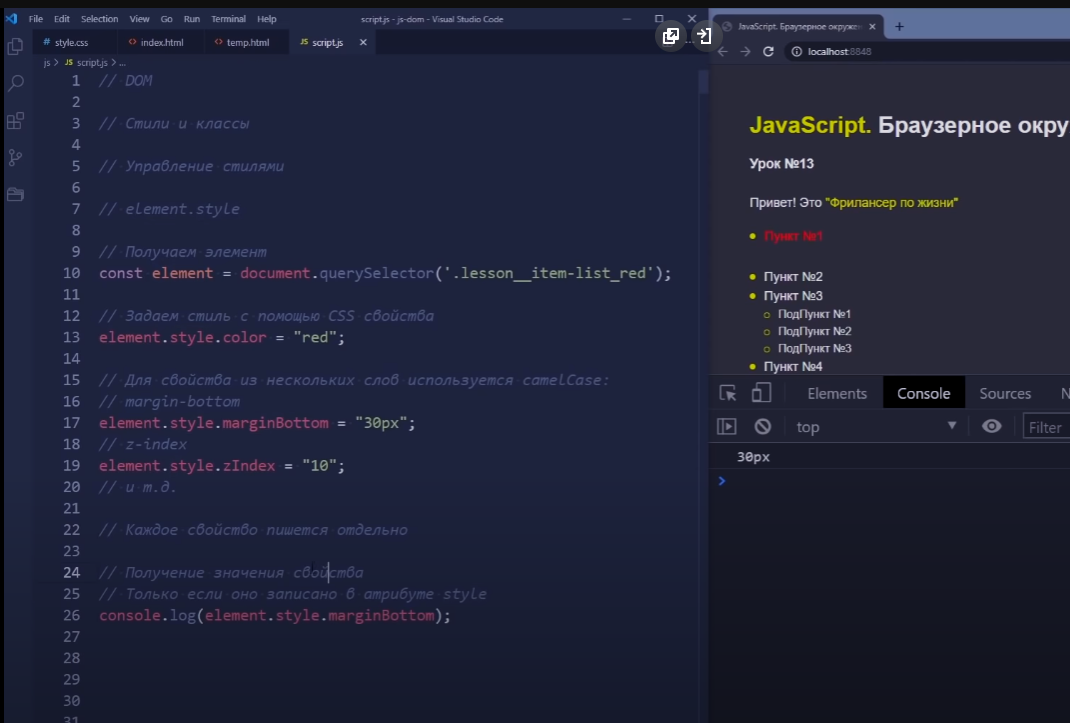 File Edit Selection View Go Run Terminal Help
script.js - js-dom - Visual Studio Code
# style.css
<> index.html
<> temp.html
JS script.js
js > JS script.js > ...
1 // DOM
2
3 // Стили и классы
4
5 // Управление стилями
6
7 // element.style
8
9 // Получаем элемент
10 const element = document.querySelector('.lesson__item-list_red');
11
12 // Задаем стиль с помощью CSS свойства
13 element.style.color = "red";
14
15 // Для свойства из нескольких слов используется camelCase:
16 // margin-bottom
17 element.style.marginBottom = "30px";
18 // z-index
19 element.style.zIndex = "10";
20 // и т.д.
21
22 // Каждое свойство пишется отдельно
23
24 // Получение значения свойства
25 // Только если оно записано в атрибуте style
26 console.log(element.style.marginBottom);
27
28
29
30
31
JavaScript. Браузерное окружен
localhost:8848
JavaScript. Браузерное окру
Урок №13
Привет! Это "Фрилансер по жизни"
Пункт №1
Пункт №2
Пункт №3
ПодПункт №1
ПодПункт №2
ПодПункт №3
Пункт №4
Elements Console Sources N
top
Filter
30px